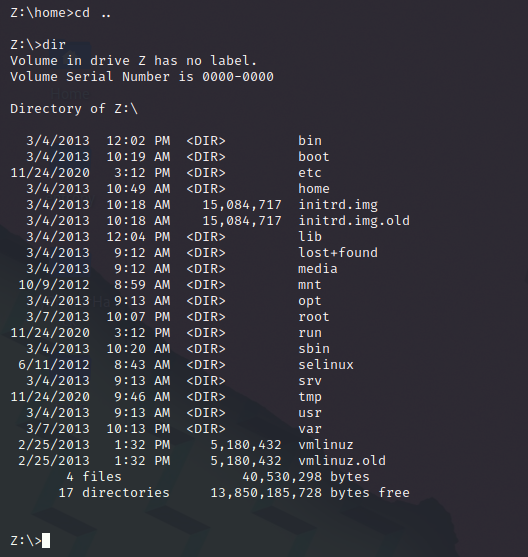 Z:\home>cd ..
Z:\>dir
Volume in drive Z has no label.
Volume Serial Number is 0000-0000
Directory of Z:\
3/4/2013 12:02 PM <DIR> bin
3/4/2013 10:19 AM <DIR> boot
11/24/2020 3:12 PM <DIR> etc
3/4/2013 10:49 AM <DIR> home
3/4/2013 10:18 AM 15,084,717 initrd.img
3/4/2013 10:18 AM 15,084,717 initrd.img.old
3/4/2013 12:04 PM <DIR> lib
3/4/2013 9:12 AM <DIR> lost+found
3/4/2013 9:12 AM <DIR> media
10/9/2012 8:59 AM <DIR> mnt
3/4/2013 9:13 AM <DIR> opt
3/7/2013 10:07 PM <DIR> root
11/24/2020 3:12 PM <DIR> run
3/4/2013 10:20 AM <DIR> sbin
6/11/2012 8:43 AM <DIR> selinux
3/4/2013 9:13 AM <DIR> srv
11/24/2020 9:46 AM <DIR> tmp
3/4/2013 9:13 AM <DIR> usr
3/7/2013 10:13 PM <DIR> var
2/25/2013 1:32 PM 5,180,432 vmlinuz
2/25/2013 1:32 PM 5,180,432 vmlinuz.old
4 files 40,530,298 bytes
17 directories 13,850,185,728 bytes free
Z:\>